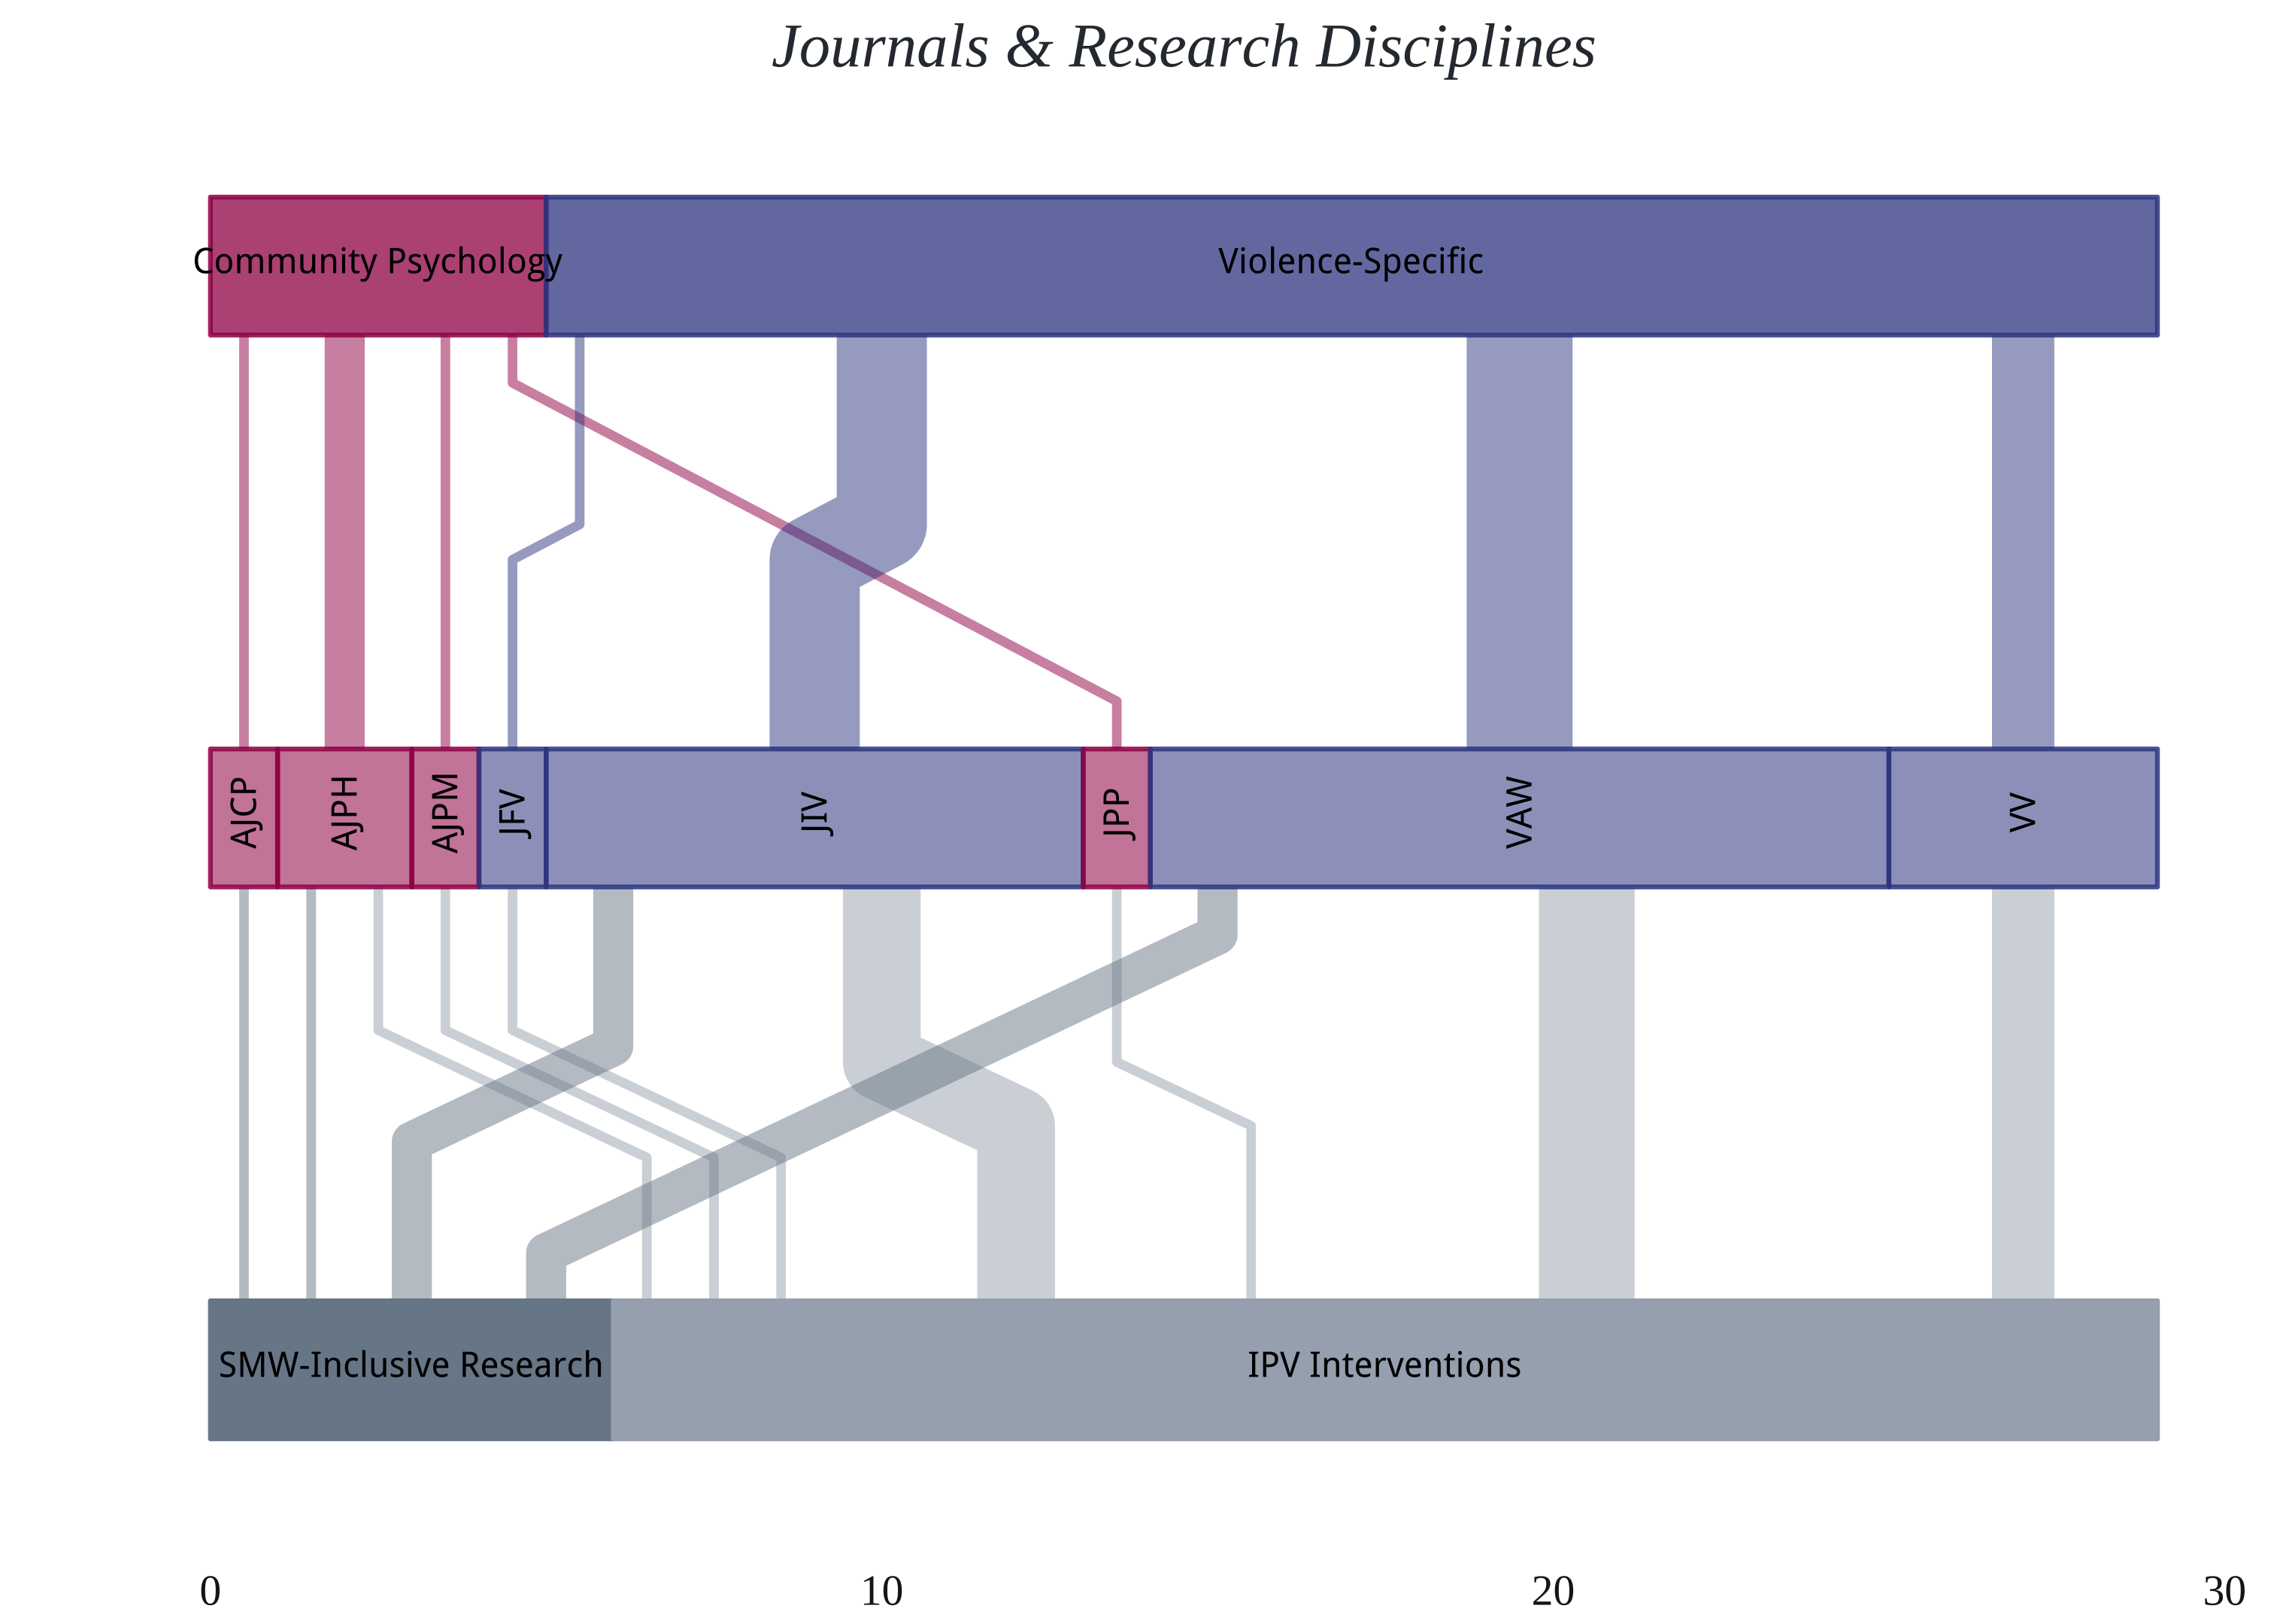 Journals & Research Disciplines
Community Psychology
Violence-Specific
AJCP
AJPH
AJPM
JFV
JIV
JPP
VAW
VV
SMW-Inclusive Research
IPV Interventions
0
10
20
30